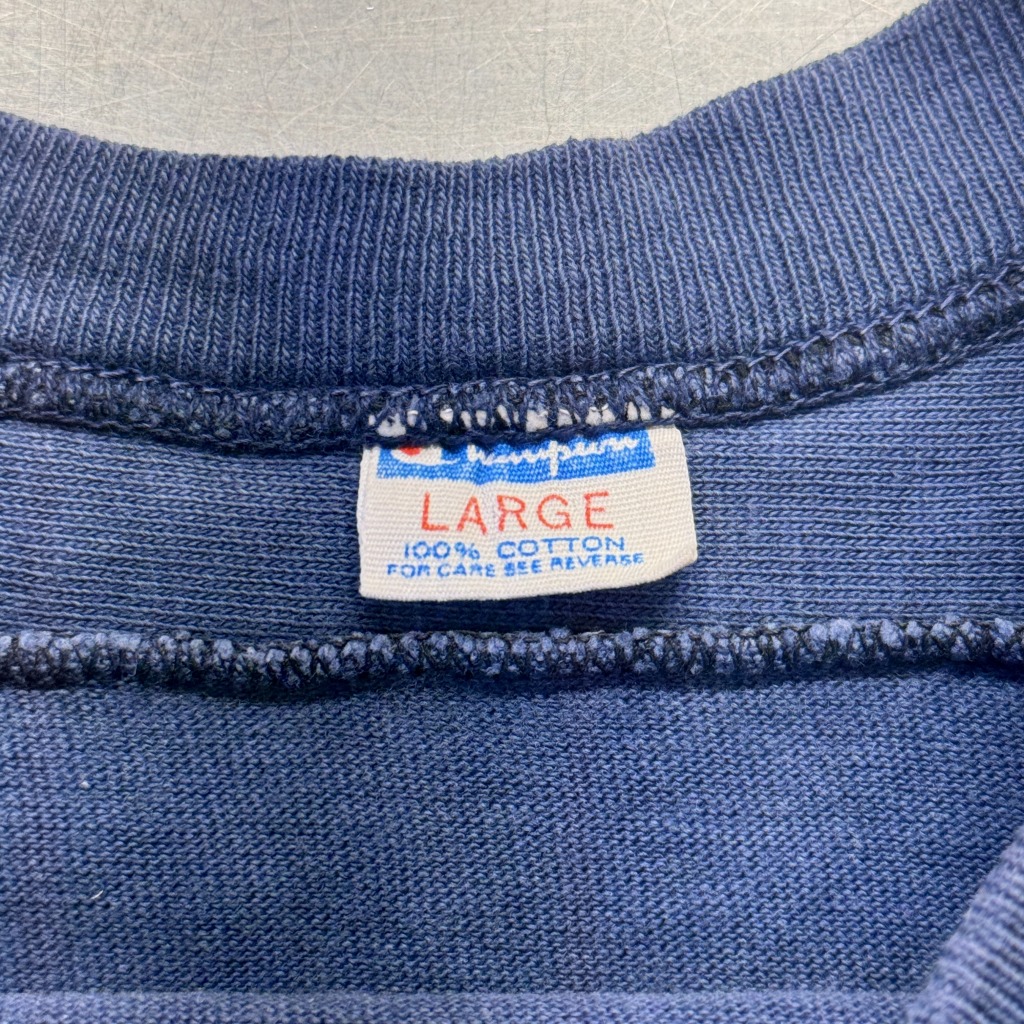 Champion
LARGE
100% COTTON
FOR CARE SEE REVERSE